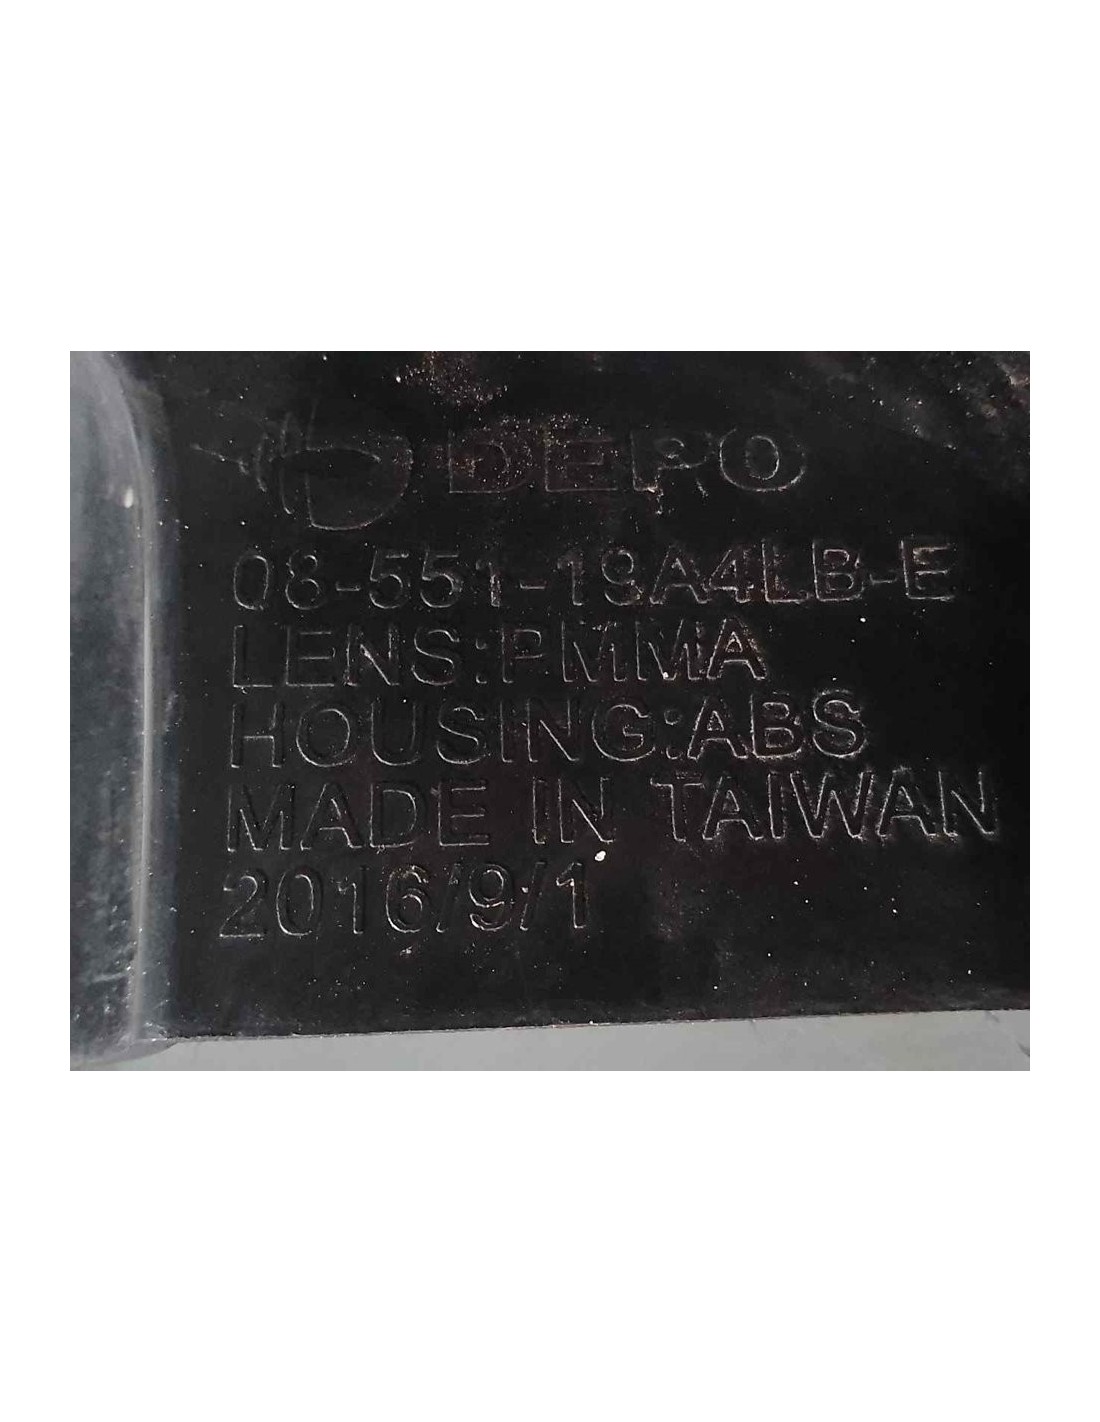 DEPO
08-551-19A4LB-E
LENS:PMMA
HOUSING:ABS
MADE IN TAIWAN
2016/9/1